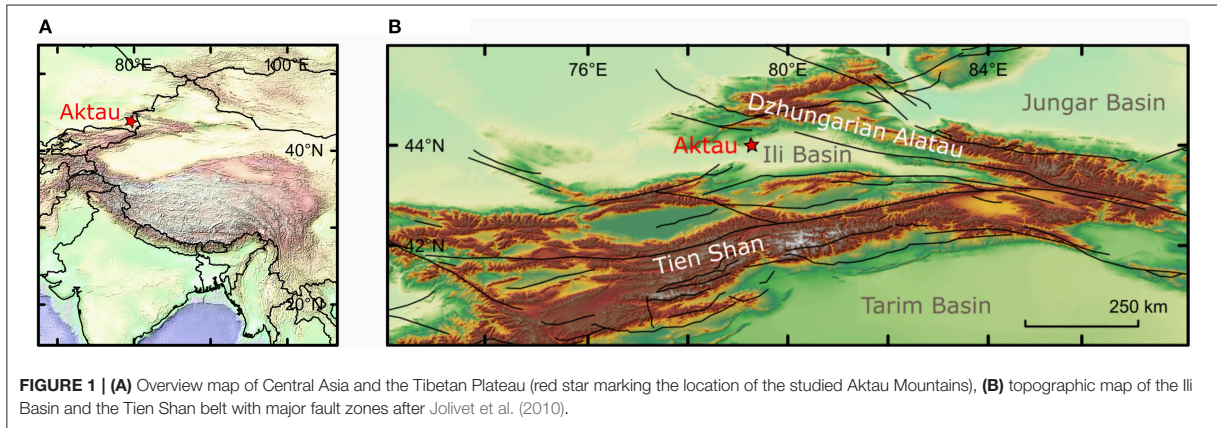 A
80°E
100°E
Aktau
40°N
20°N
B
76°E
80°E
84°E
Dzhungarian Alatau
Jungar Basin
44°N
Aktau
Ili Basin
42°N
Tien Shan
Tarim Basin
250 km
FIGURE 1 | (A) Overview map of Central Asia and the Tibetan Plateau (red star marking the location of the studied Aktau Mountains), (B) topographic map of the Ili
Basin and the Tien Shan belt with major fault zones after Jolivet et al. (2010).